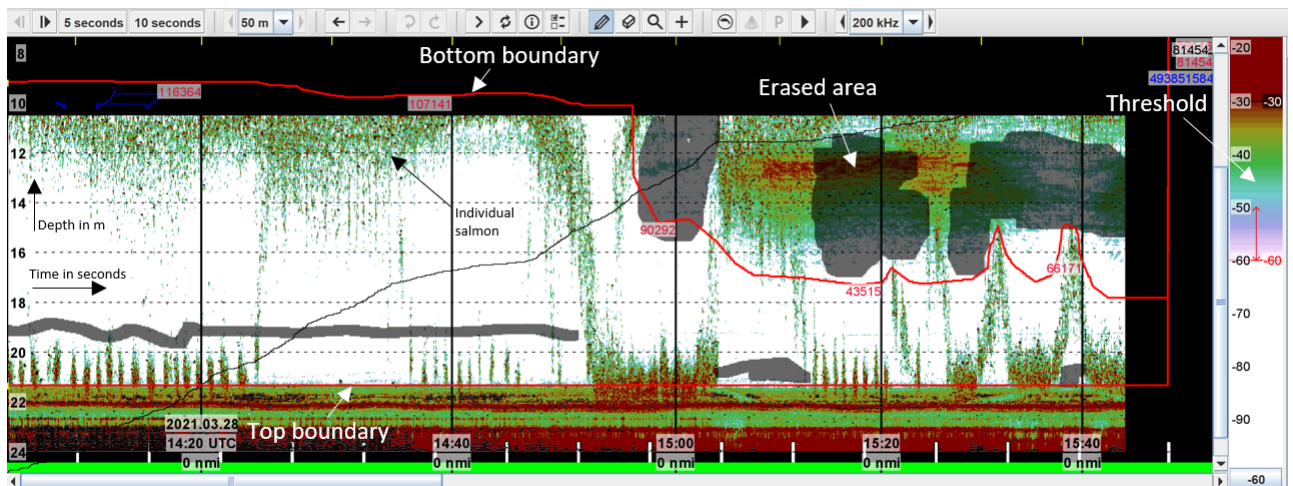 5 seconds 10 seconds 50 m 200 kHz
8
10
12
14
16
18
20
22
24
Bottom boundary
116364
107141
Erased area
81454
81454
493851584
Threshold
-20
-30 -30
-40
-50
-60 -60
-70
-80
-90
-60
Depth in m
Individual
salmon
Time in seconds
90292
43515
66171
Top boundary
2021.03.28
14:20 UTC
14:40
15:00
15:20
15:40
0 nmi
0 nmi
0 nmi
0 nmi
0 nmi